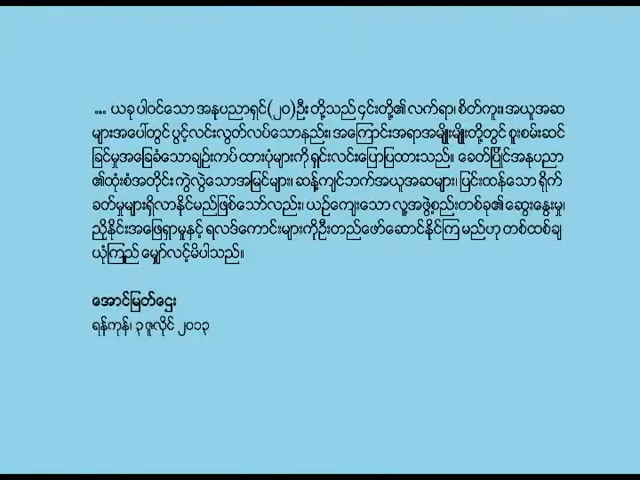 ... ယခု ပါဝင်သော အနုပညာရှင်(၂၀)ဦး တို့သည် ၄င်းတို့၏ လက်ရာ၊ စိတ်ကူး၊ အယူအဆ
များအပေါ်တွင် ပွင့်လင်းလွတ်လပ်သောနည်း၊ အကြောင်းအရာအမျိုးမျိုးတို့တွင် စူးစမ်းဆင်
ခြင်မှုအခြေခံသောချဉ်းကပ် ထားပုံများကို ရှင်းလင်းပြောပြထားသည်။ ခေတ်ပြိုင်အနုပညာ
၏ထုံးစံအတိုင်း ကွဲလွဲသောအမြင်များ၊ ဆန့်ကျင်ဘက်အယူအဆများ၊ ပြင်းထန်သော ရိုက်
ခတ်မှုများရှိလာနိုင်မည်ဖြစ်သော်လည်း၊ ယဉ်ကျေးသော လူ့အဖွဲ့စည်းတစ်ခု၏ ဆွေးနွေးမှု၊
ညှိနိုင်းအဖြေရှာမှုနှင့် ရလဒ်ကောင်းများကိုဦးတည်ဖော်ဆောင်နိုင်ကြ မည်ဟု တစ်ထစ်ချ
ယုံကြည် မျှော်လင့်မိပါသည်။
အောင်မြတ်ဌေး
ရန်ကုန်၊ ၃ ဇူလိုင် ၂၀၁၃